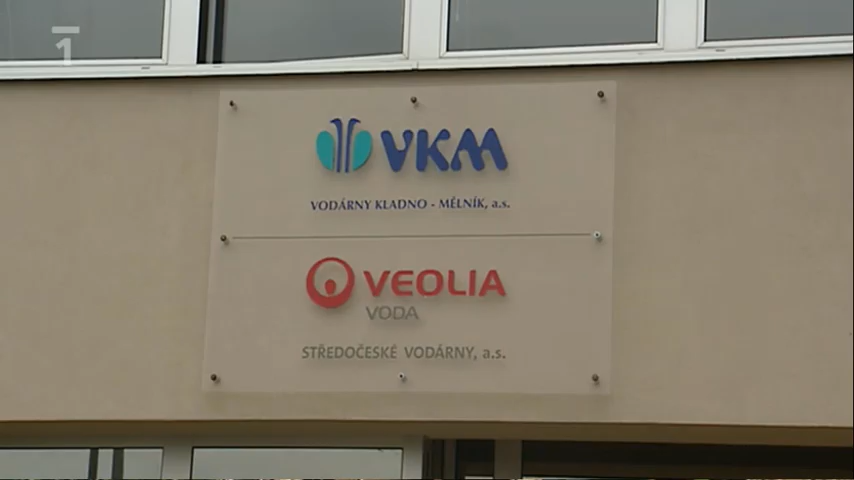 1
VKM
VODÁRNY KLADNO - MĚLNÍK, a.s.
VEOLIA
VODA
STŘEDOČESKÉ VODÁRNY, a.s.